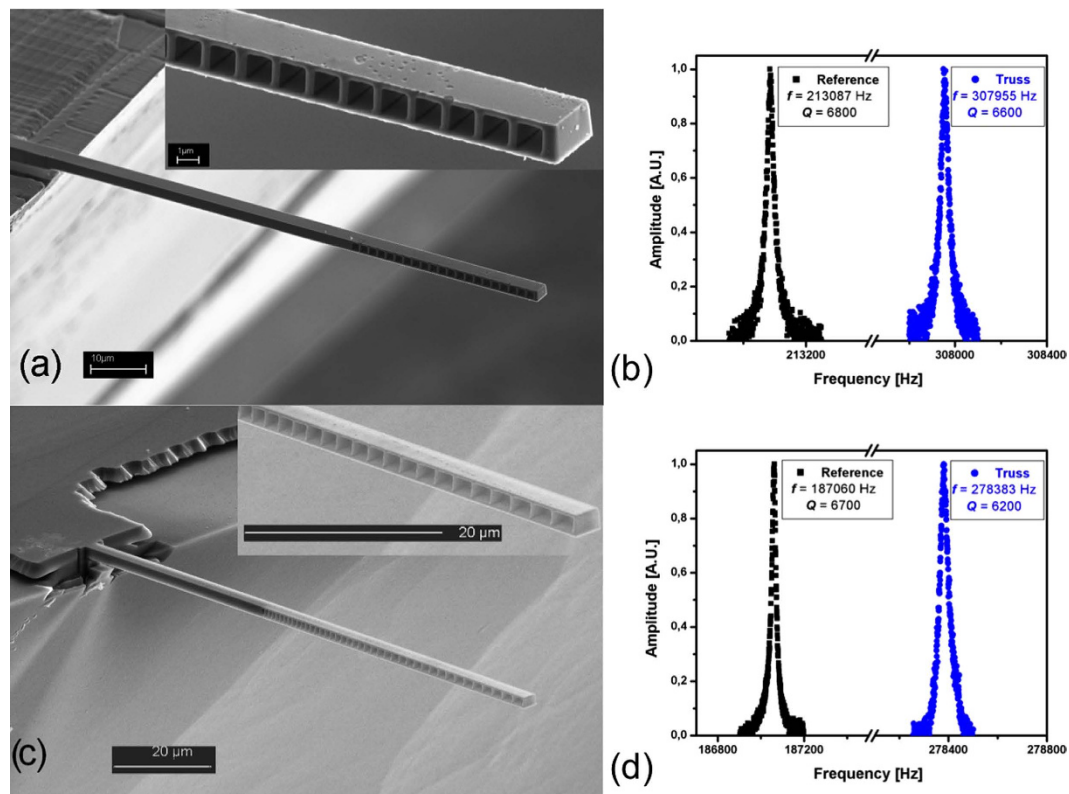 1µm
10µm
(a)
Reference
f = 213087 Hz
Q = 6800
Truss
f = 307955 Hz
Q = 6600
1,0
0,8
0,6
0,4
0,2
0,0
Amplitude [A.U.]
213200
308000
308400
Frequency [Hz]
(b)
20 µm
20 µm
(c)
Reference
f = 187060 Hz
Q = 6700
Truss
f = 278383 Hz
Q = 6200
1,0
0,8
0,6
0,4
0,2
0,0
Amplitude [A.U.]
186800
187200
278400
278800
Frequency [Hz]
(d)